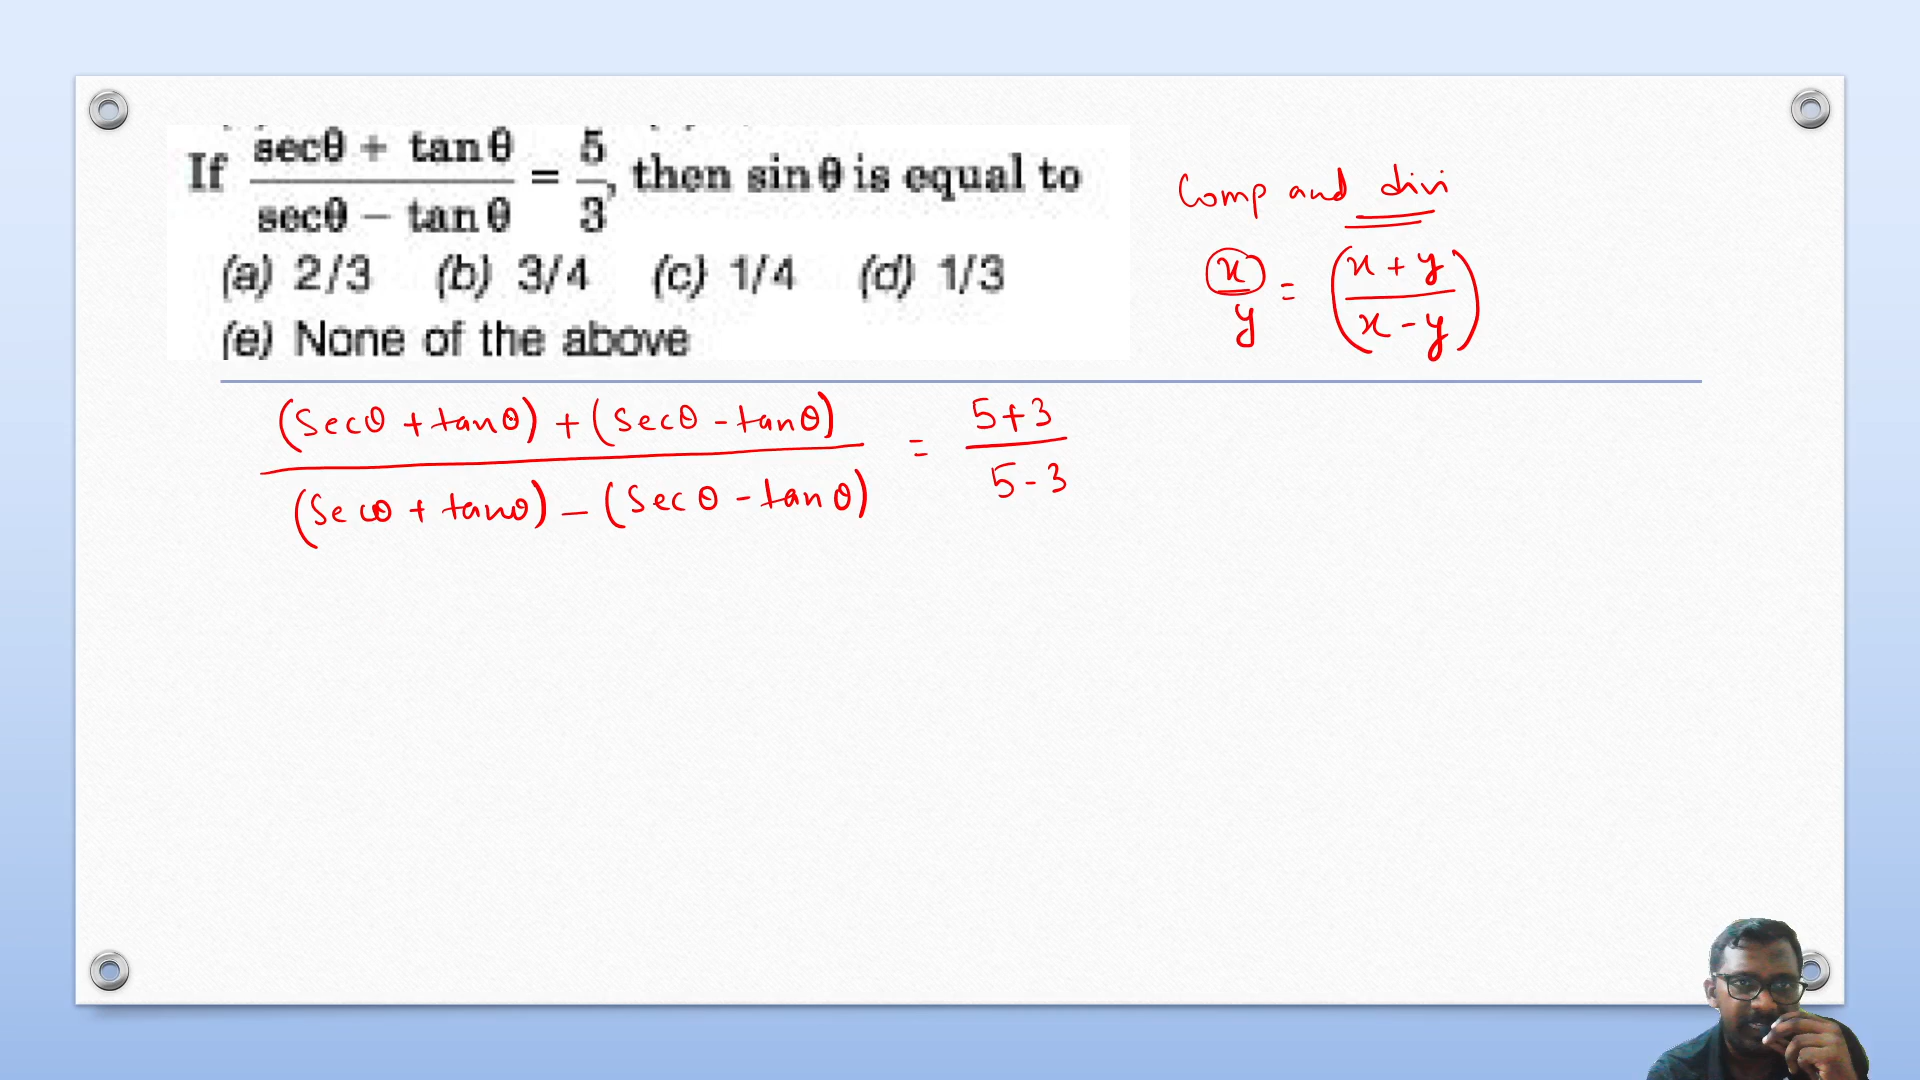 If secθ + tanθ / secθ − tanθ = 5/3, then sinθ is equal to
(a) 2/3 (b) 3/4 (c) 1/4 (d) 1/3
(e) None of the above
Comp and divi
x/y = (x + y / x - y)
(Secθ + tanθ) + (Secθ - tanθ) / (Secθ + tanθ) - (Secθ - tanθ) = 5+3 / 5-3